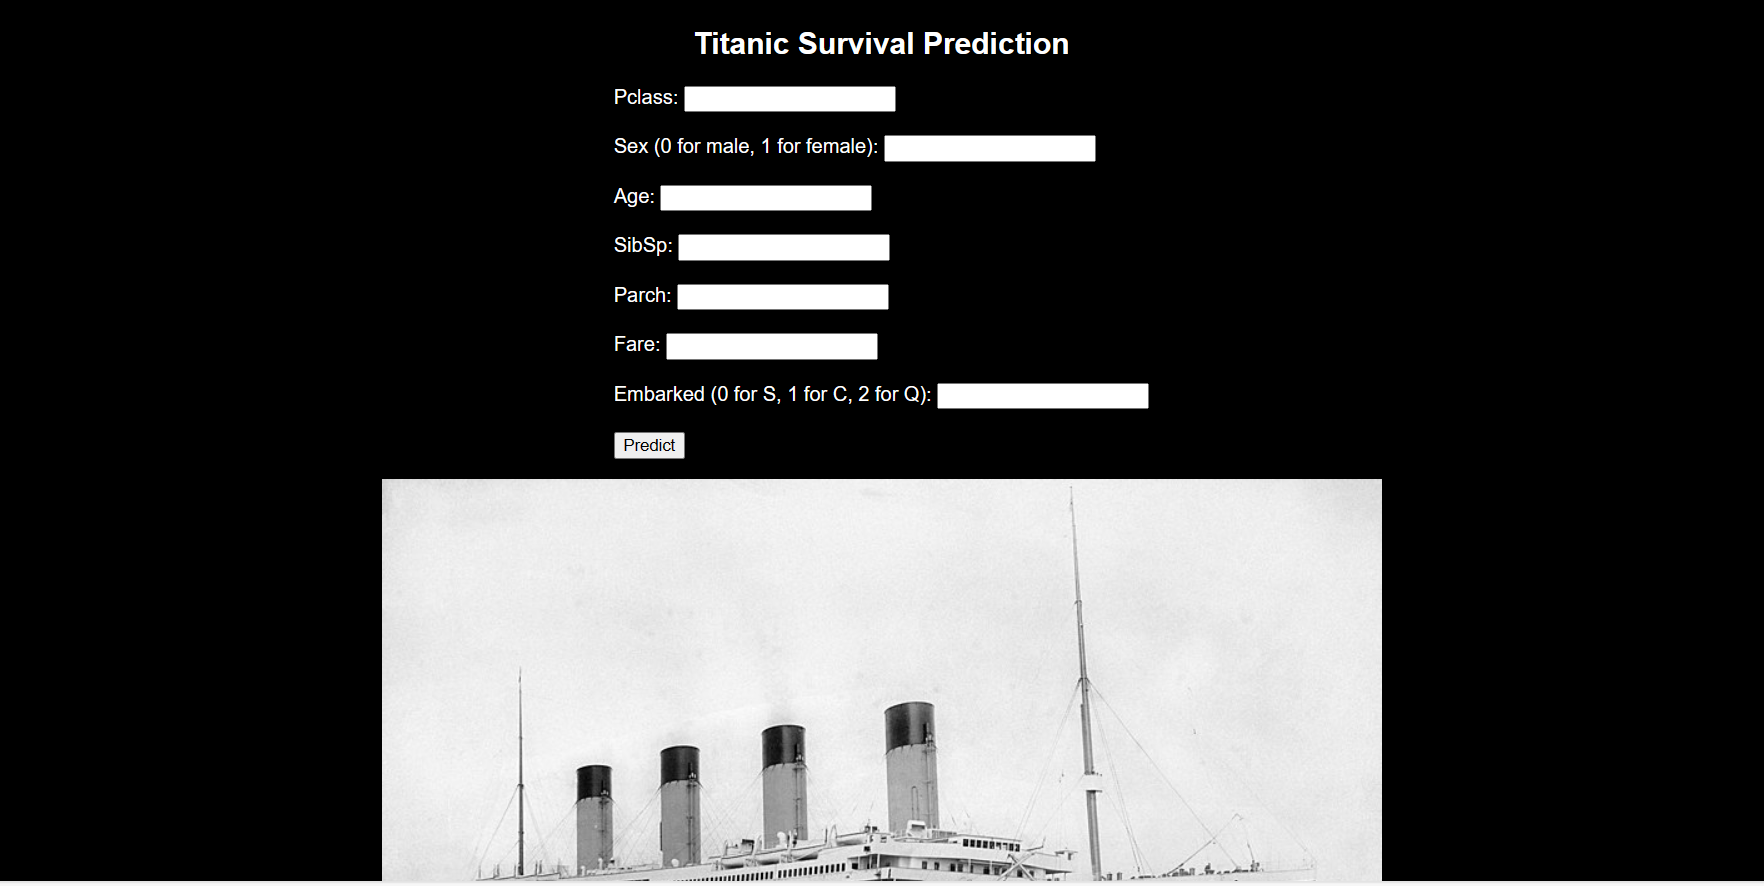 Titanic Survival Prediction
Pclass:
Sex (0 for male, 1 for female):
Age:
SibSp:
Parch:
Fare:
Embarked (0 for S, 1 for C, 2 for Q):
Predict